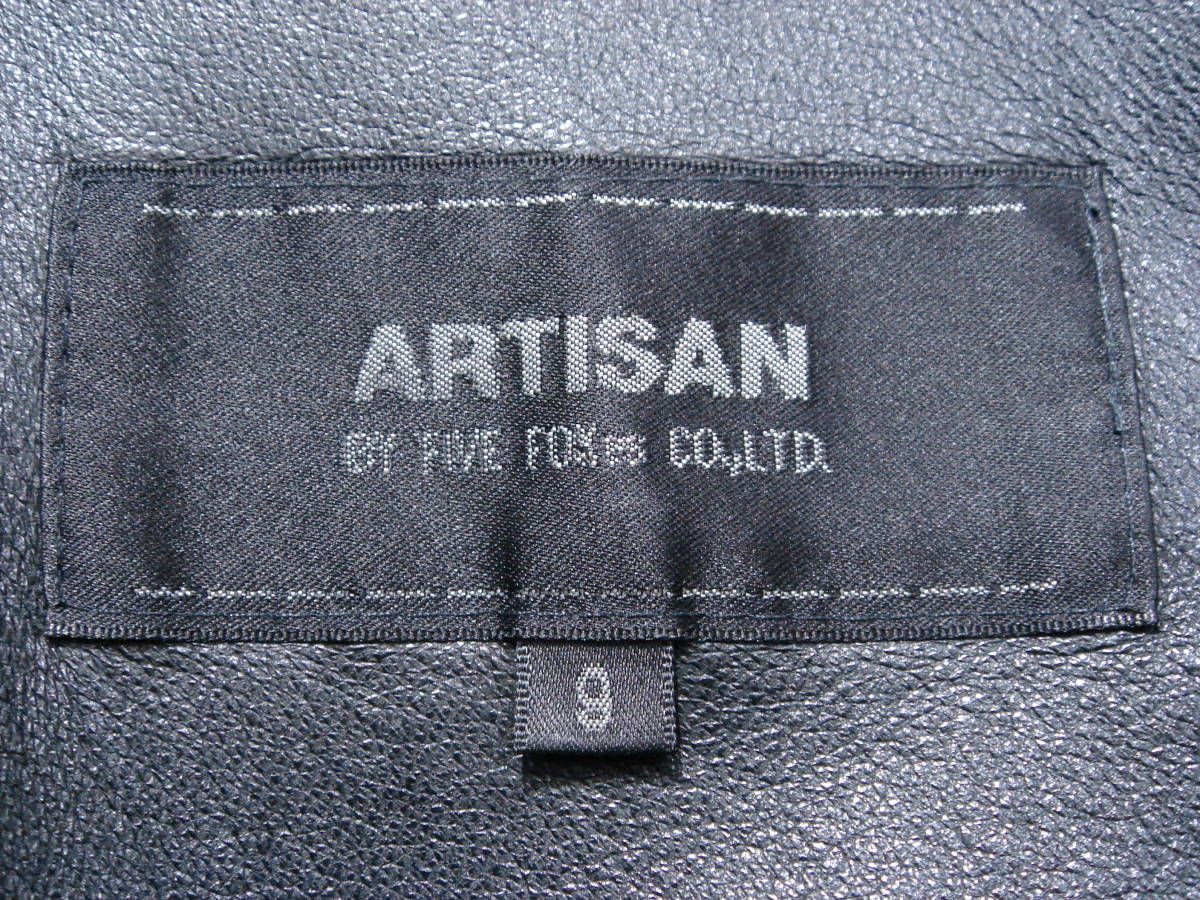 ARTISAN
BY FIVE FOXes CO.,LTD.
9